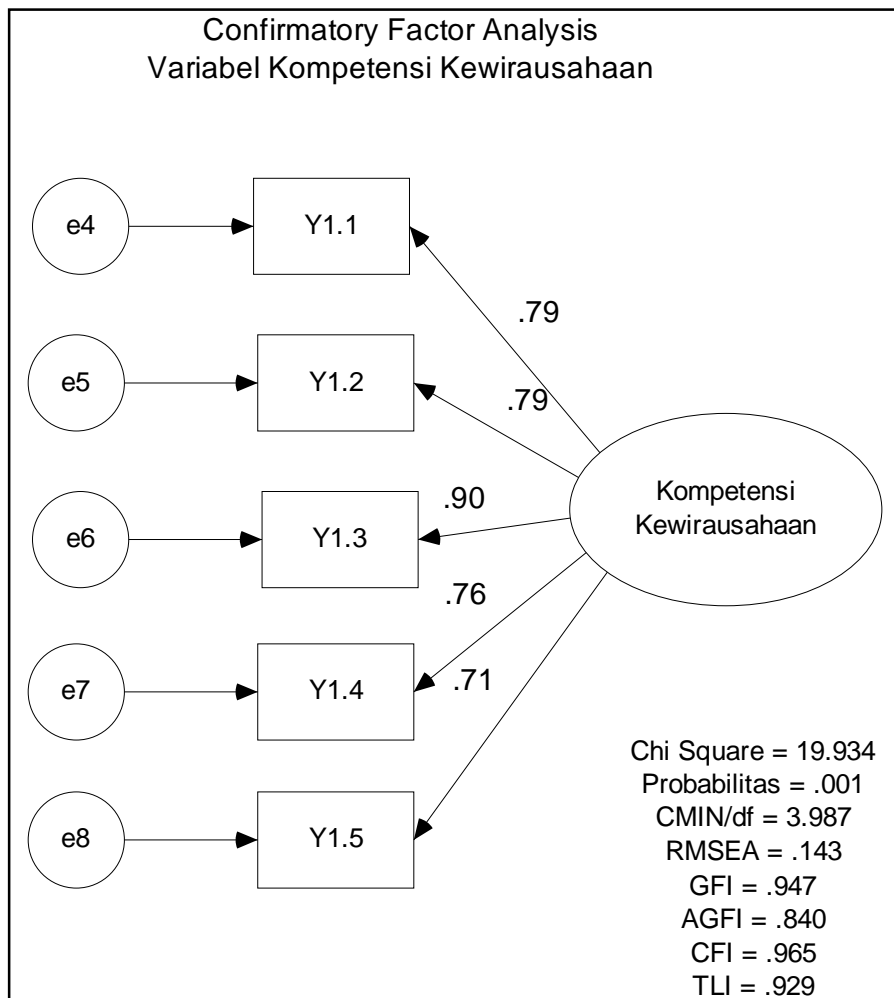 Confirmatory Factor Analysis
Variabel Kompetensi Kewirausahaan
e4
Y1.1
.79
e5
Y1.2
.79
e6
Y1.3
.90
Kompetensi
Kewirausahaan
e7
Y1.4
.76
e8
Y1.5
.71
Chi Square = 19.934
Probabilitas = .001
CMIN/df = 3.987
RMSEA = .143
GFI = .947
AGFI = .840
CFI = .965
TLI = .929